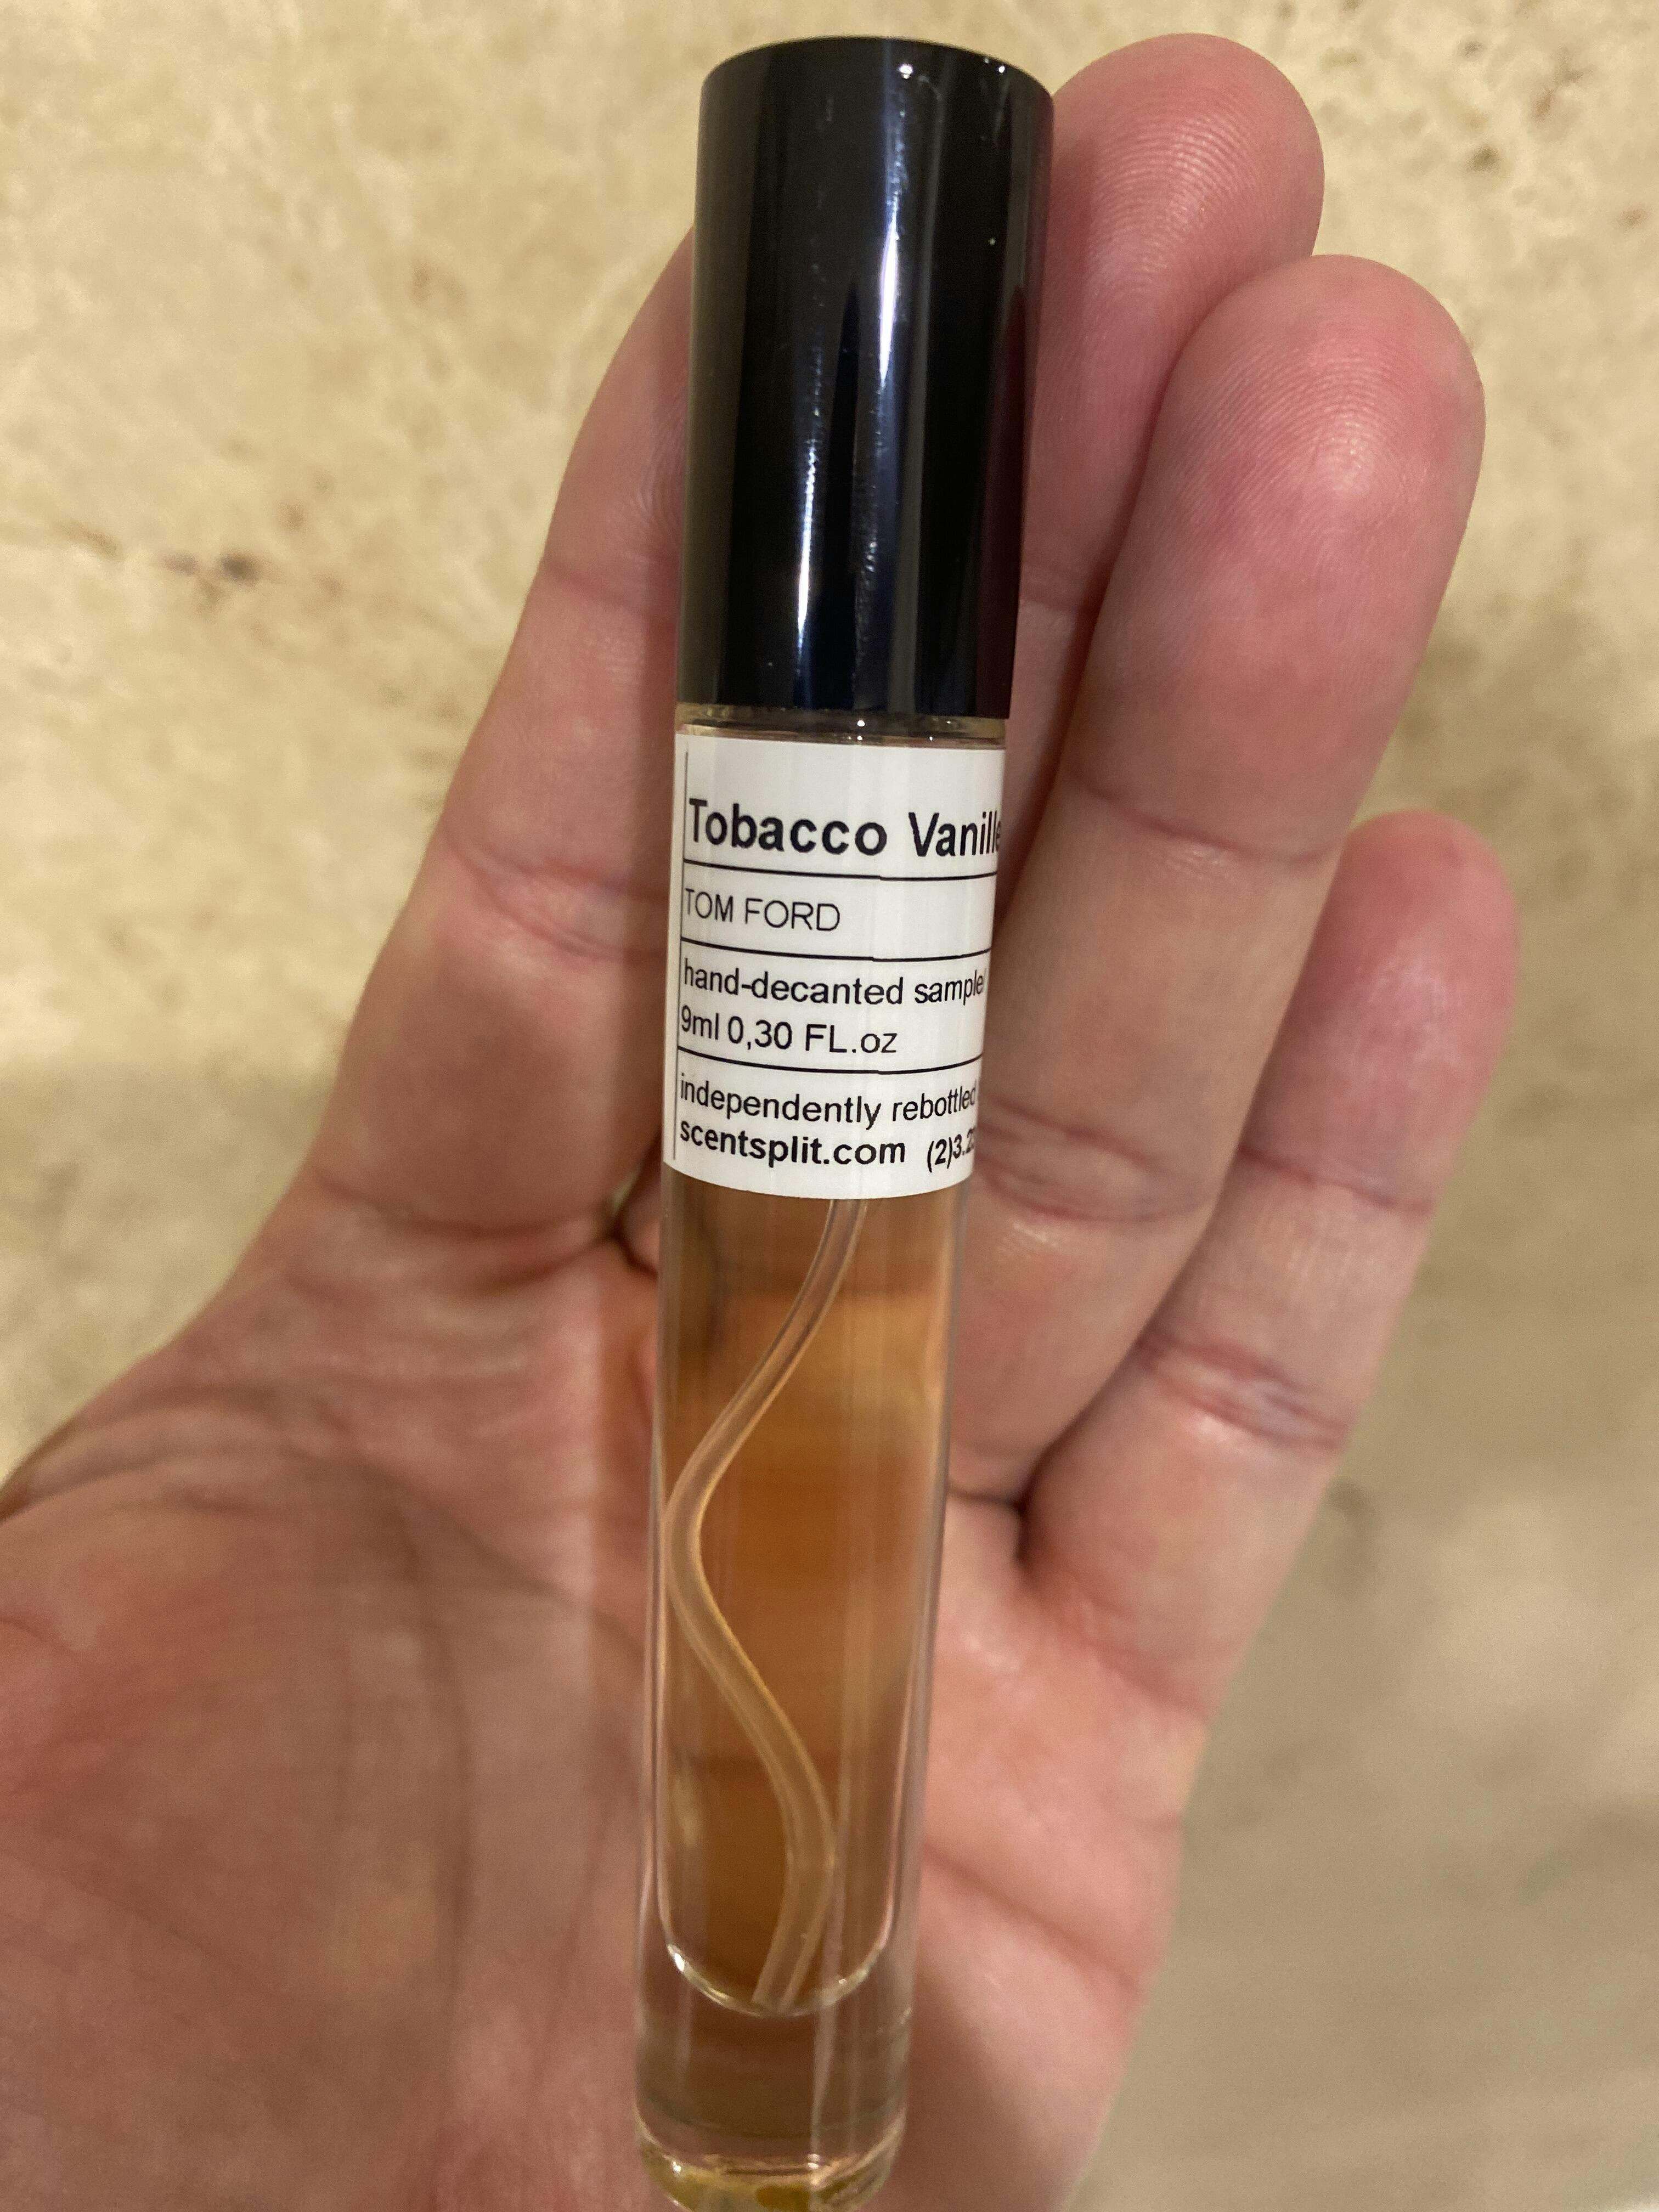 Tobacco Vanille
TOM FORD
hand-decanted sample
9ml 0,30 FL.oz
independently rebottled
scentsplit.com